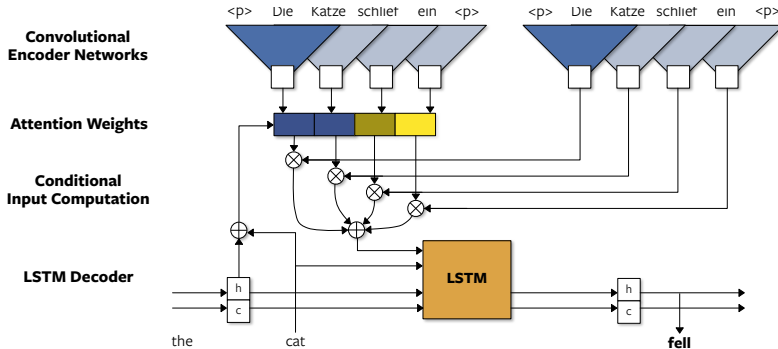 <p> Die Katze schlief ein <p> <p> Die Katze schlief ein <p>
Convolutional
Encoder Networks
Attention Weights
Conditional
Input Computation
LSTM Decoder
h
c
LSTM
h
c
the
cat
fell